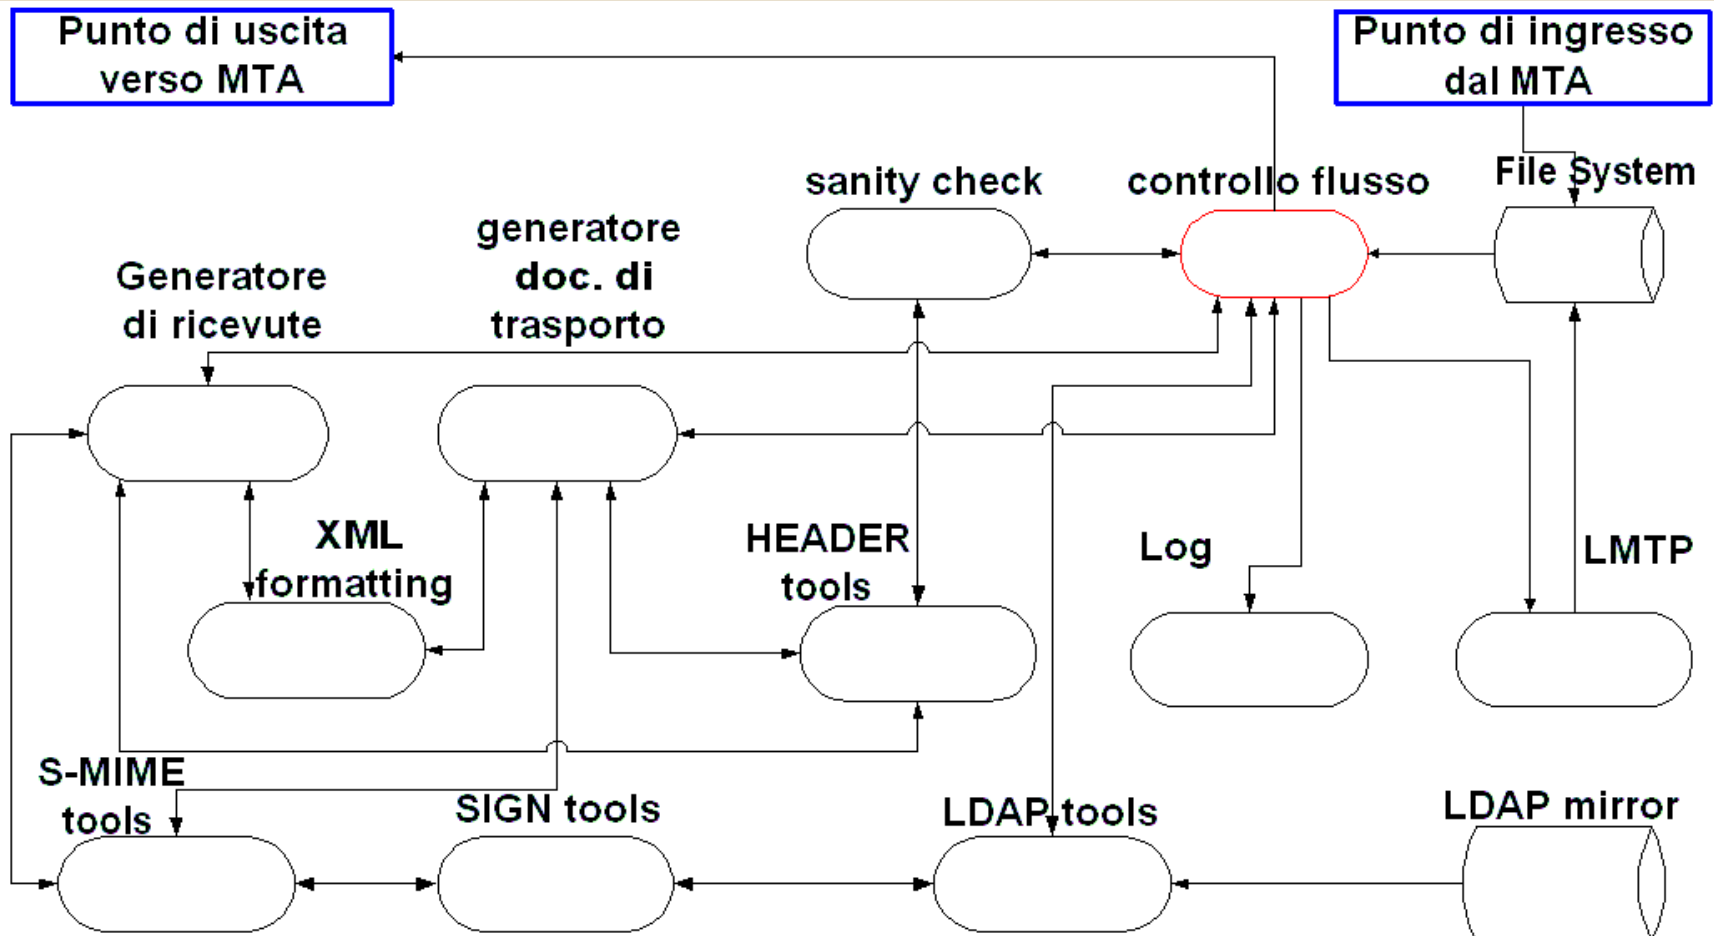 Punto di uscita
verso MTA
Punto di ingresso
dal MTA
File System
sanity check
controllo flusso
generatore
doc. di
trasporto
Generatore
di ricevute
XML
formatting
HEADER
tools
Log
LMTP
S-MIME
tools
SIGN tools
LDAP tools
LDAP mirror